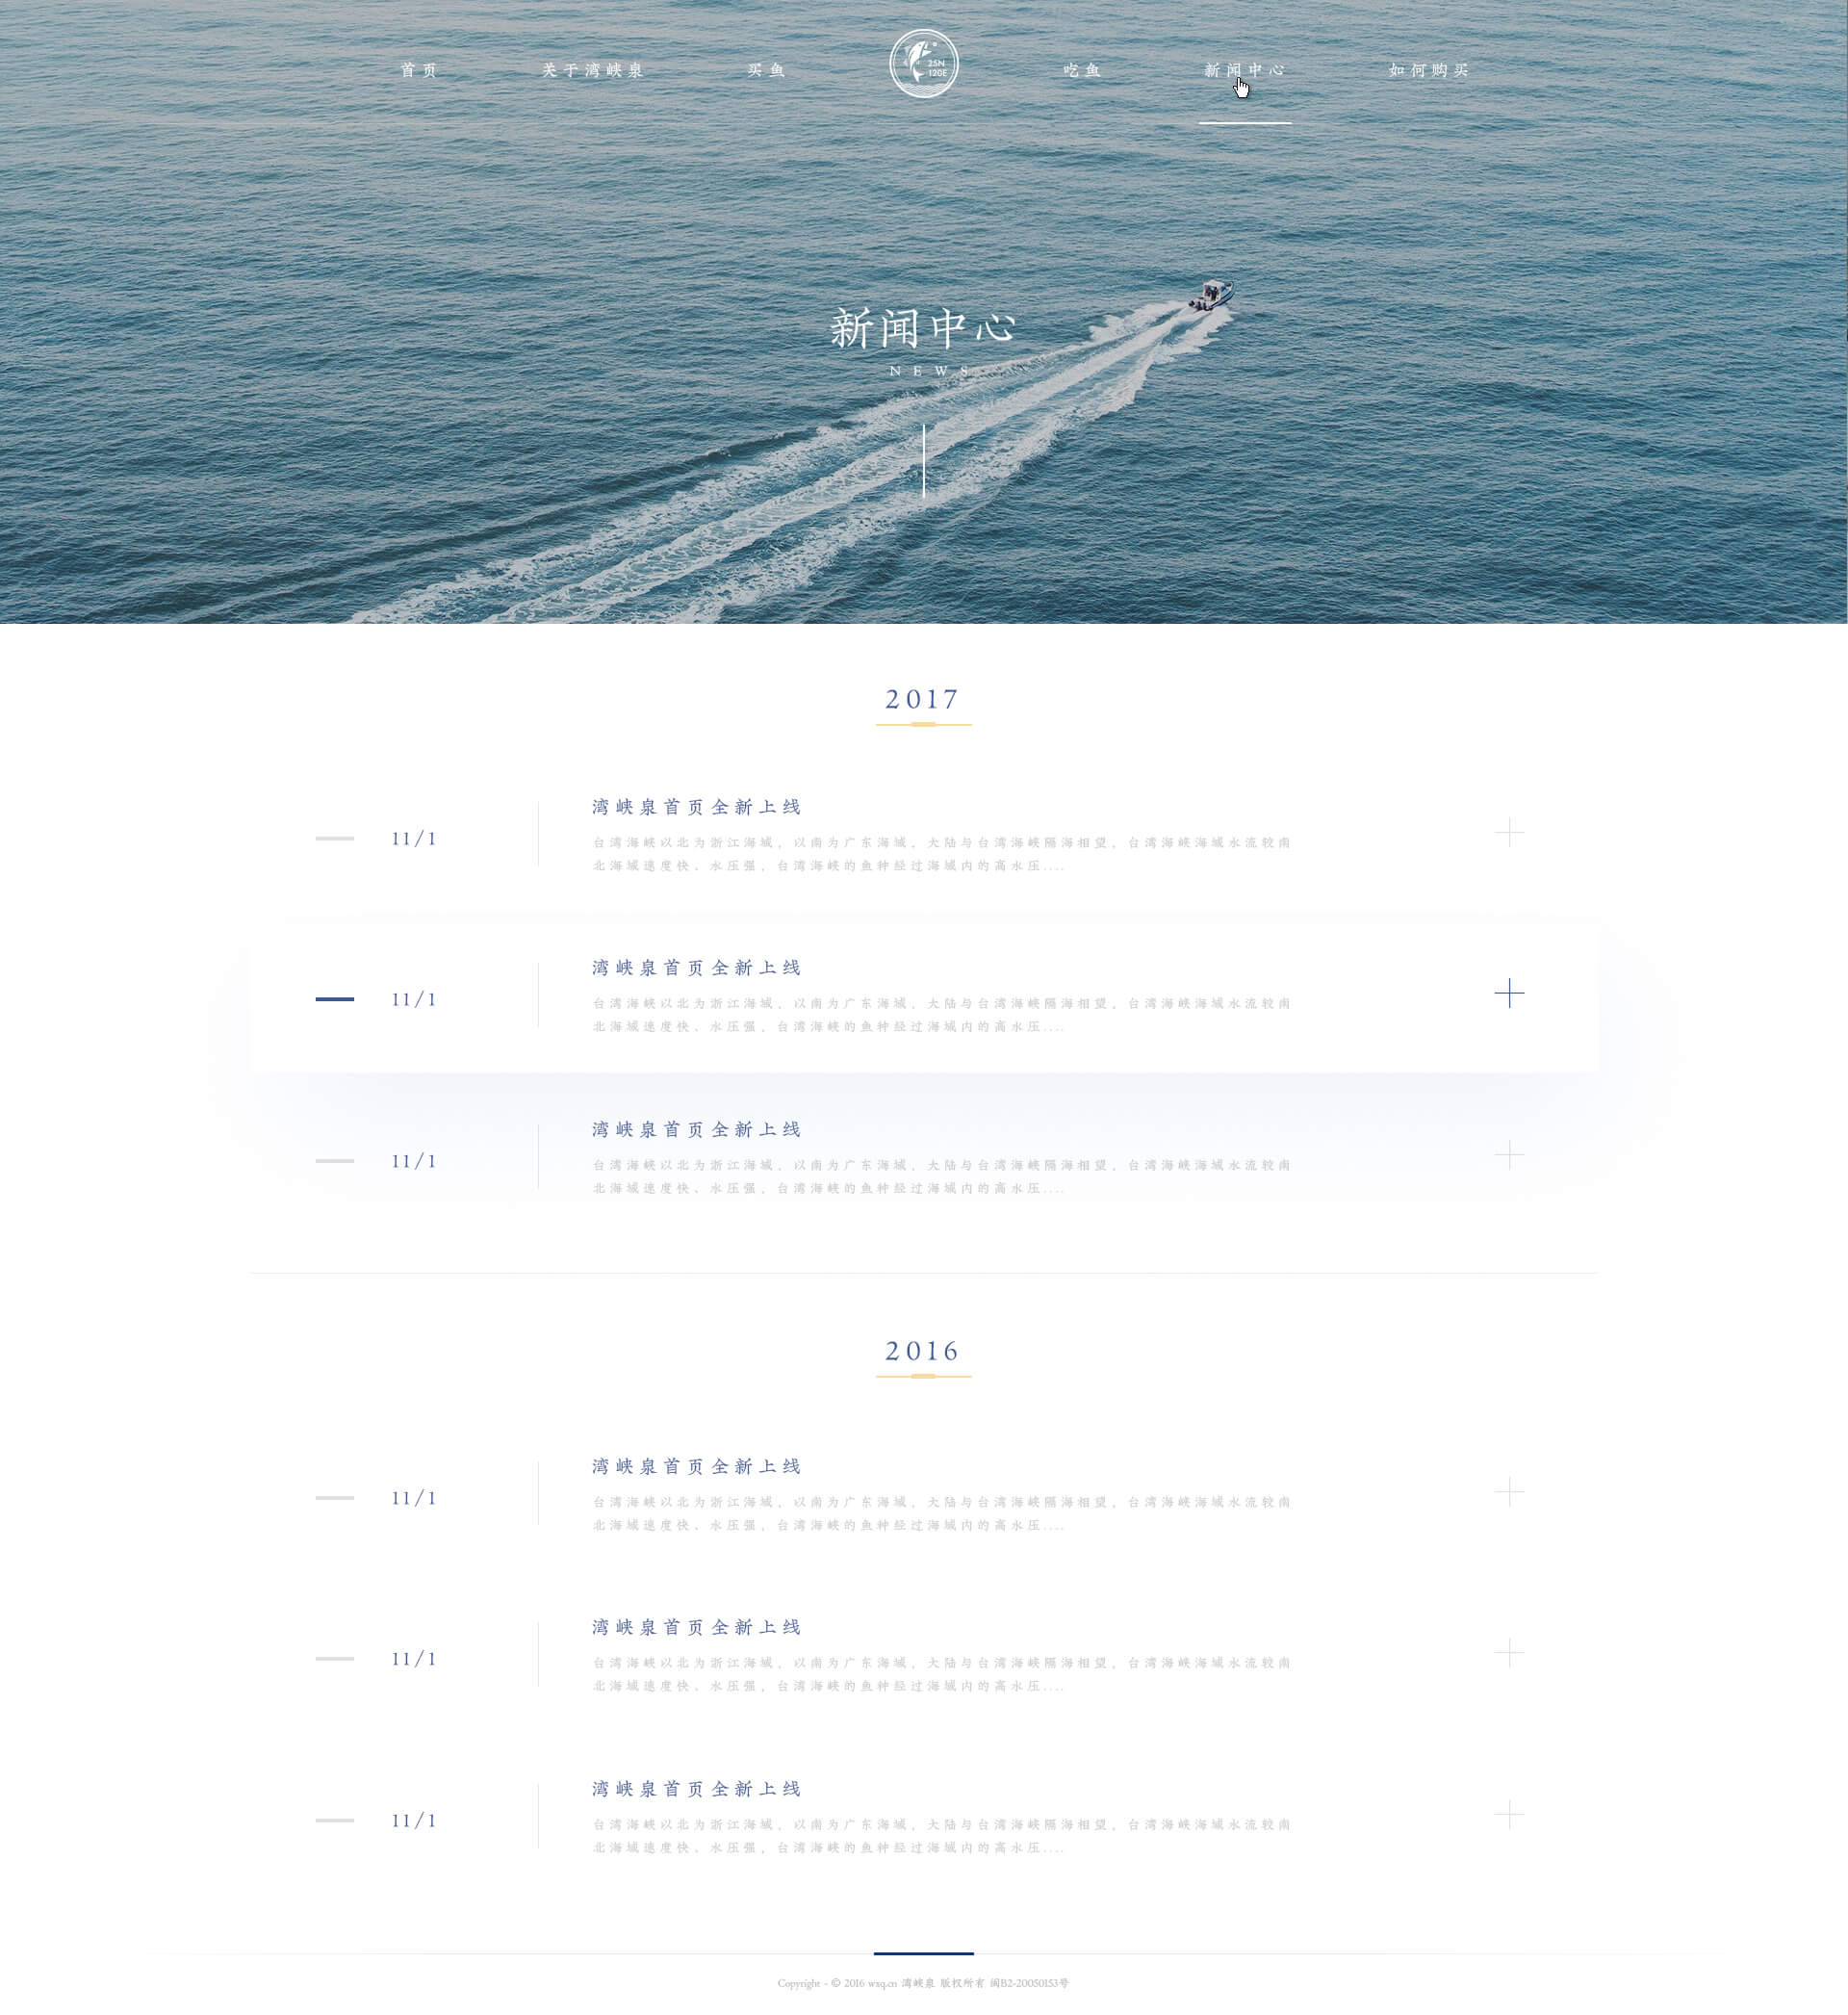 首页 关于湾峡泉 买鱼 25N 120E 吃鱼 新闻中心 如何购买
新闻中心
NEWS
2017
湾峡泉首页全新上线
11/1
台湾海峡以北为浙江海域，以南为广东海域，大陆与台湾海峡隔海相望，台湾海峡海域水流较南
北海域速度快、水压强，台湾海峡的鱼种经过海域内的高水压....
湾峡泉首页全新上线
11/1
台湾海峡以北为浙江海域，以南为广东海域，大陆与台湾海峡隔海相望，台湾海峡海域水流较南
北海域速度快、水压强，台湾海峡的鱼种经过海域内的高水压....
湾峡泉首页全新上线
11/1
台湾海峡以北为浙江海域，以南为广东海域，大陆与台湾海峡隔海相望，台湾海峡海域水流较南
北海域速度快、水压强，台湾海峡的鱼种经过海域内的高水压....
2016
湾峡泉首页全新上线
11/1
台湾海峡以北为浙江海域，以南为广东海域，大陆与台湾海峡隔海相望，台湾海峡海域水流较南
北海域速度快、水压强，台湾海峡的鱼种经过海域内的高水压....
湾峡泉首页全新上线
11/1
台湾海峡以北为浙江海域，以南为广东海域，大陆与台湾海峡隔海相望，台湾海峡海域水流较南
北海域速度快、水压强，台湾海峡的鱼种经过海域内的高水压....
湾峡泉首页全新上线
11/1
台湾海峡以北为浙江海域，以南为广东海域，大陆与台湾海峡隔海相望，台湾海峡海域水流较南
北海域速度快、水压强，台湾海峡的鱼种经过海域内的高水压....
Copyright - © 2016 wxq.cn 湾峡泉 版权所有 闽B2-20050153号